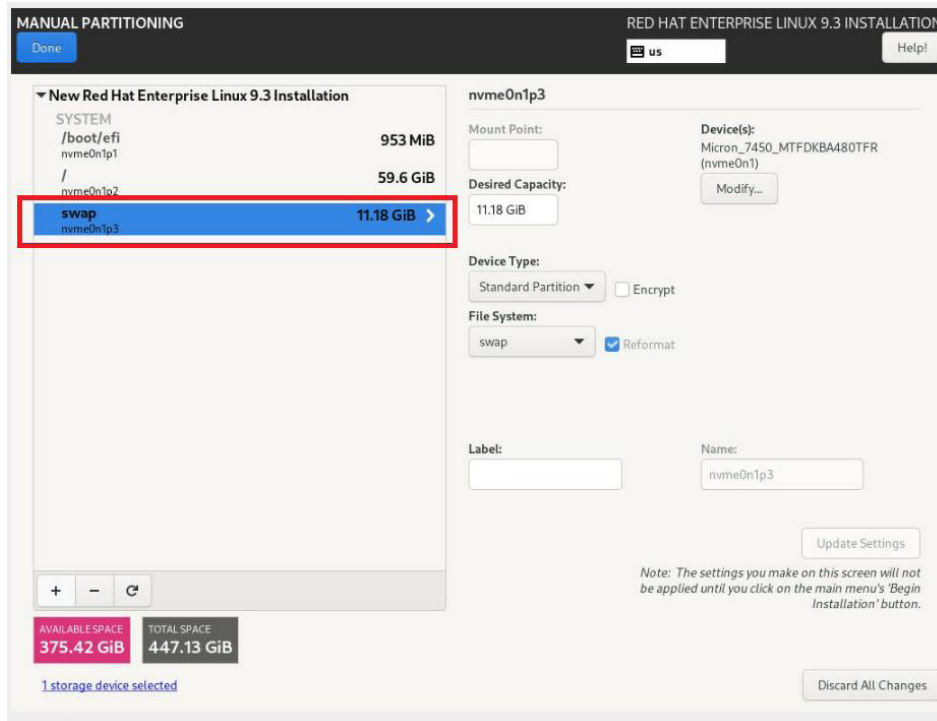 MANUAL PARTITIONING
RED HAT ENTERPRISE LINUX 9.3 INSTALLATION
Done
us
Help!
New Red Hat Enterprise Linux 9.3 Installation
SYSTEM
/boot/efi
953 MiB
nvme0n1p1
/
59.6 GiB
nvme0n1p2
swap
11.18 GiB
nvme0n1p3
nvme0n1p3
Mount Point:
Device(s):
Micron_7450_MTFDKBA480TFR
(nvme0n1)
Modify...
Desired Capacity:
11.18 GiB
Device Type:
Standard Partition
Encrypt
File System:
swap
Reformat
Label:
Name:
nvme0n1p3
Update Settings
Note: The settings you make on this screen will not
be applied until you click on the main menu's 'Begin
Installation' button.
+ −
AVAILABLE SPACE
375.42 GiB
TOTAL SPACE
447.13 GiB
1 storage device selected
Discard All Changes